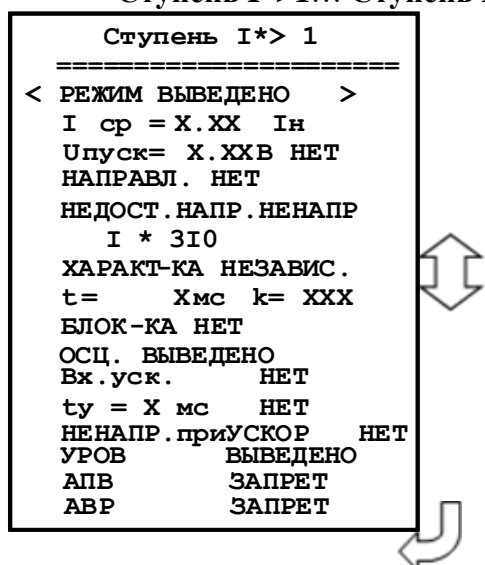 Ступень I*> 1
======================
< РЕЖИМ ВЫВЕДЕНО >
I ср = X.XX Iн
Uпуск= X.XXВ НЕТ
НАПРАВЛ. НЕТ
НЕДОСТ.НАПР.НЕНАПР
I * 3I0
ХАРАКТ-КА НЕЗАВИС.
t= Xмс k= XXX
БЛОК-КА НЕТ
ОСЦ. ВЫВЕДЕНО
Вх.уск. НЕТ
tу = X мс НЕТ
НЕНАПР.приУСКОР НЕТ
УРОВ ВЫВЕДЕНО
АПВ ЗАПРЕТ
АВР ЗАПРЕТ